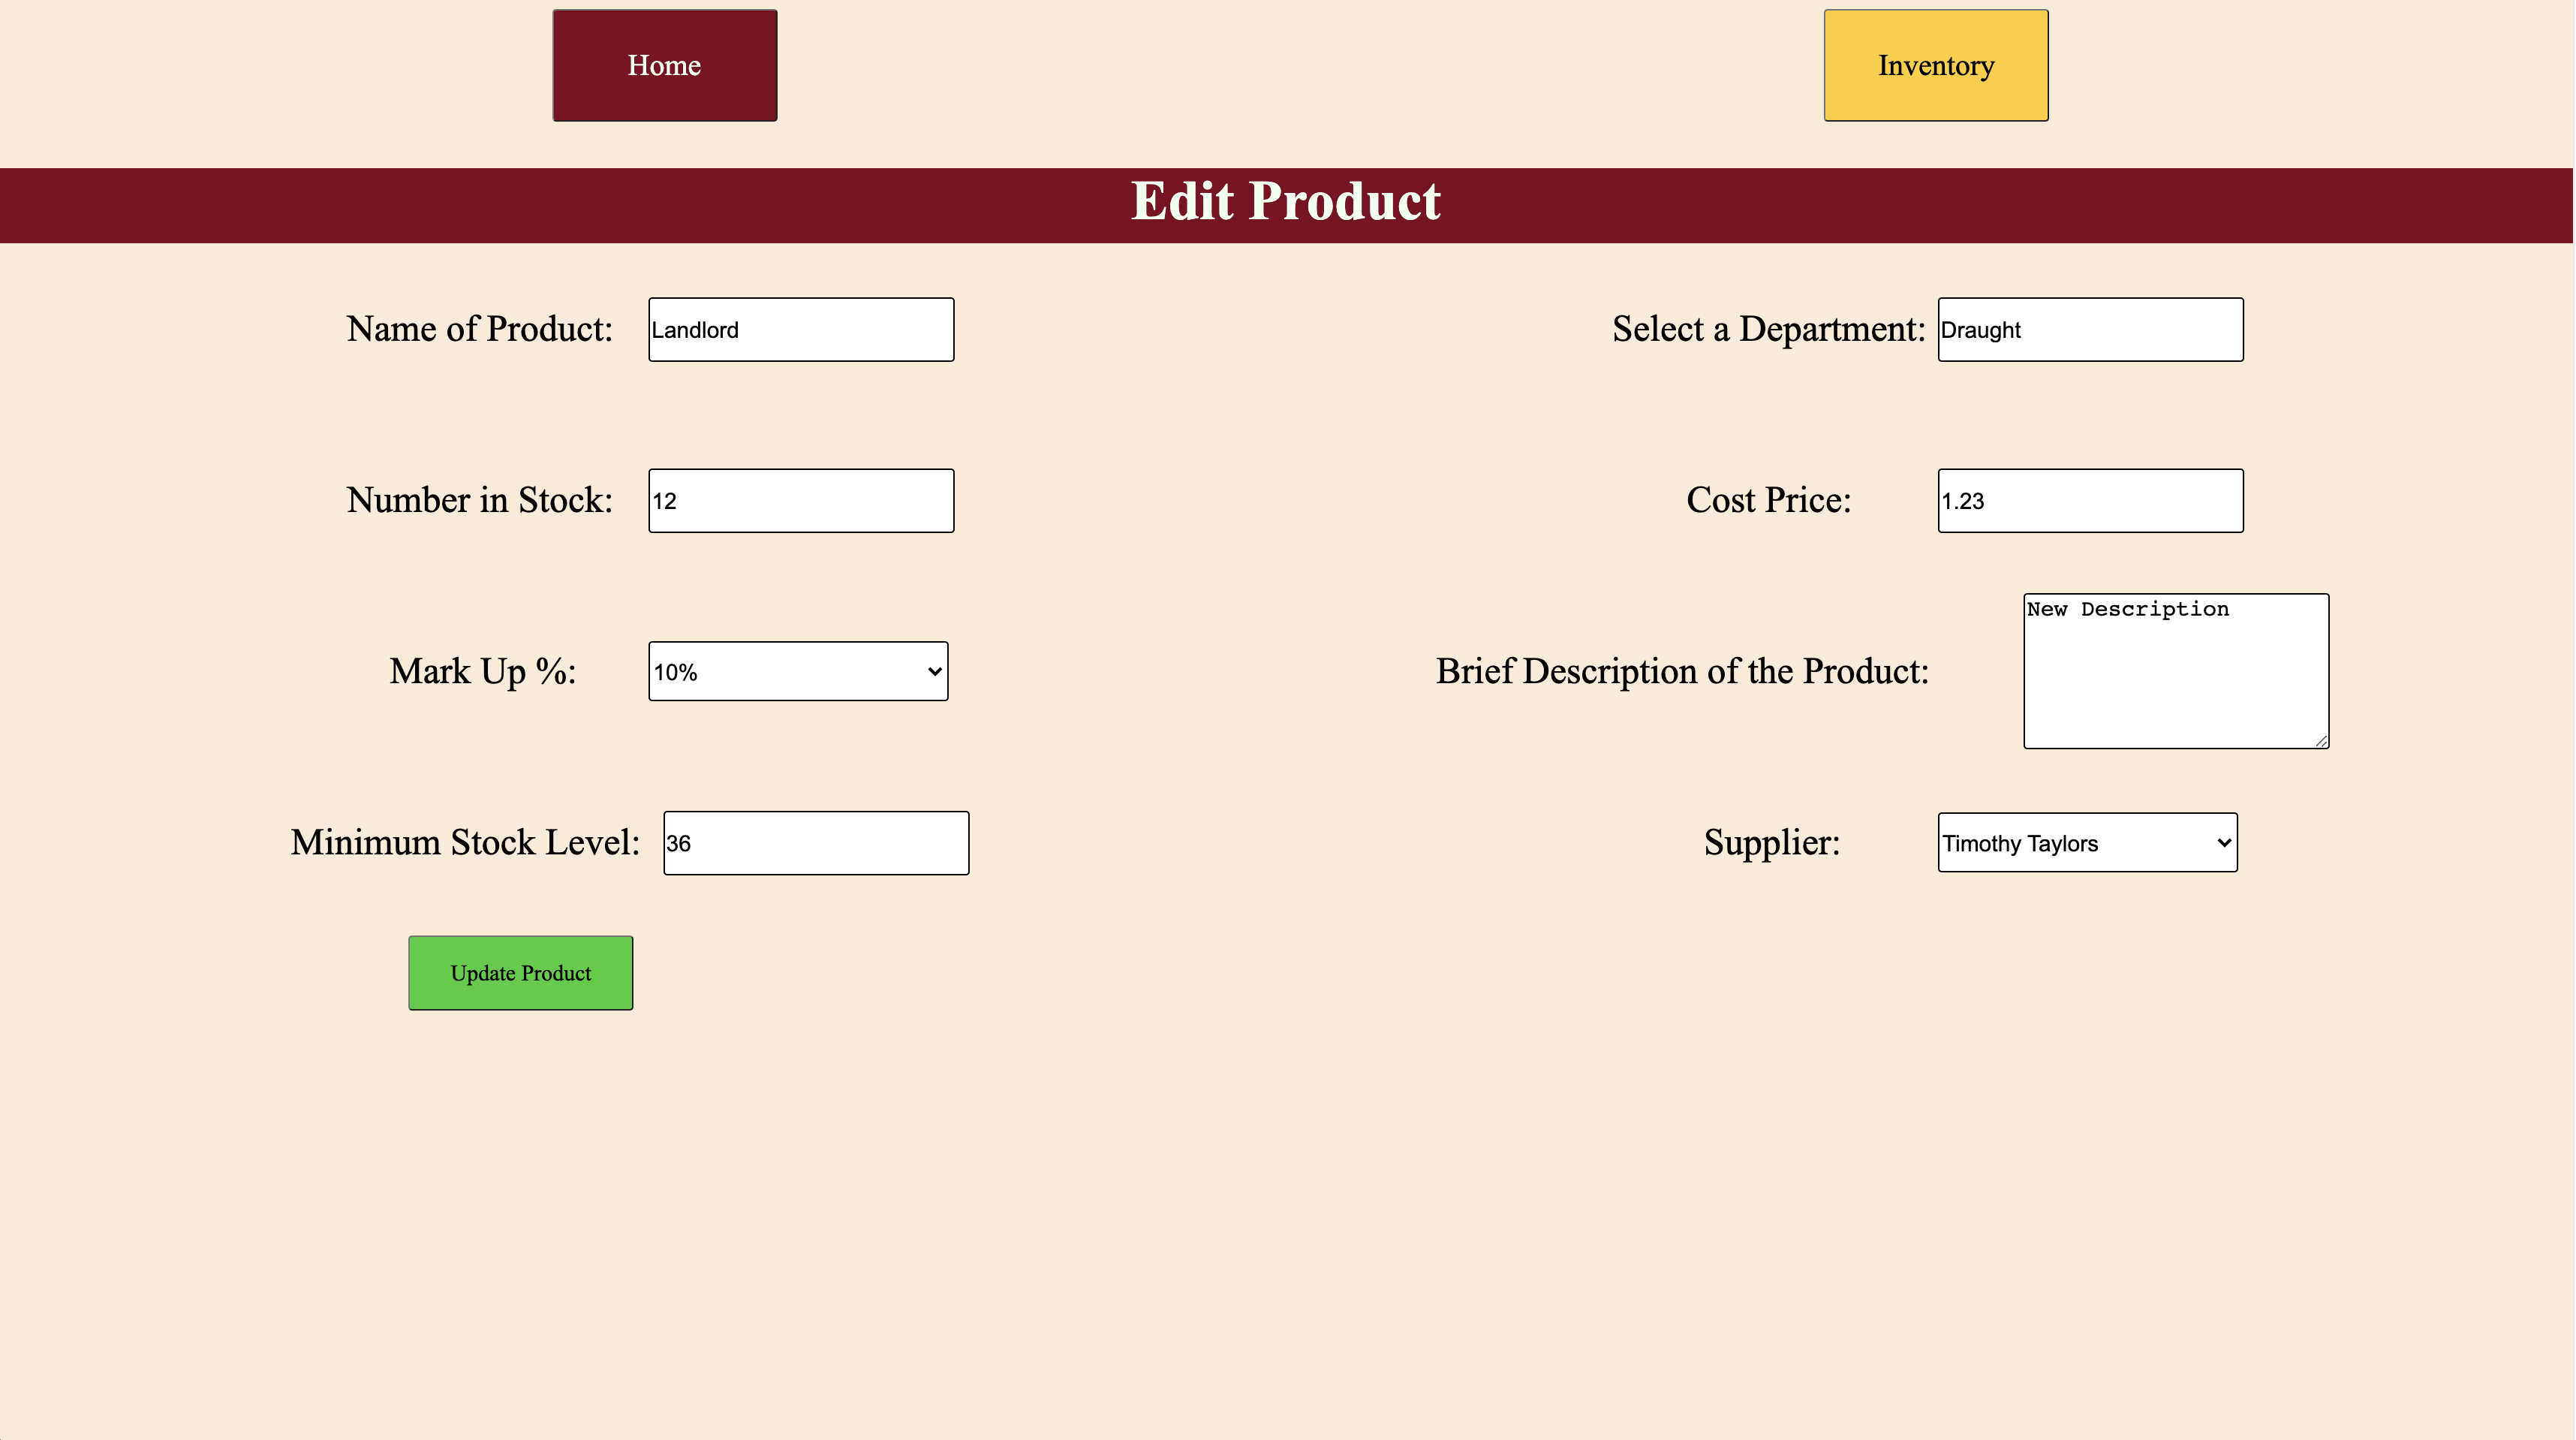 Home
Inventory
Edit Product
Name of Product: Landlord
Select a Department: Draught
Number in Stock: 12
Cost Price: 1.23
Mark Up %: 10%
Brief Description of the Product: New Description
Minimum Stock Level: 36
Supplier: Timothy Taylors
Update Product